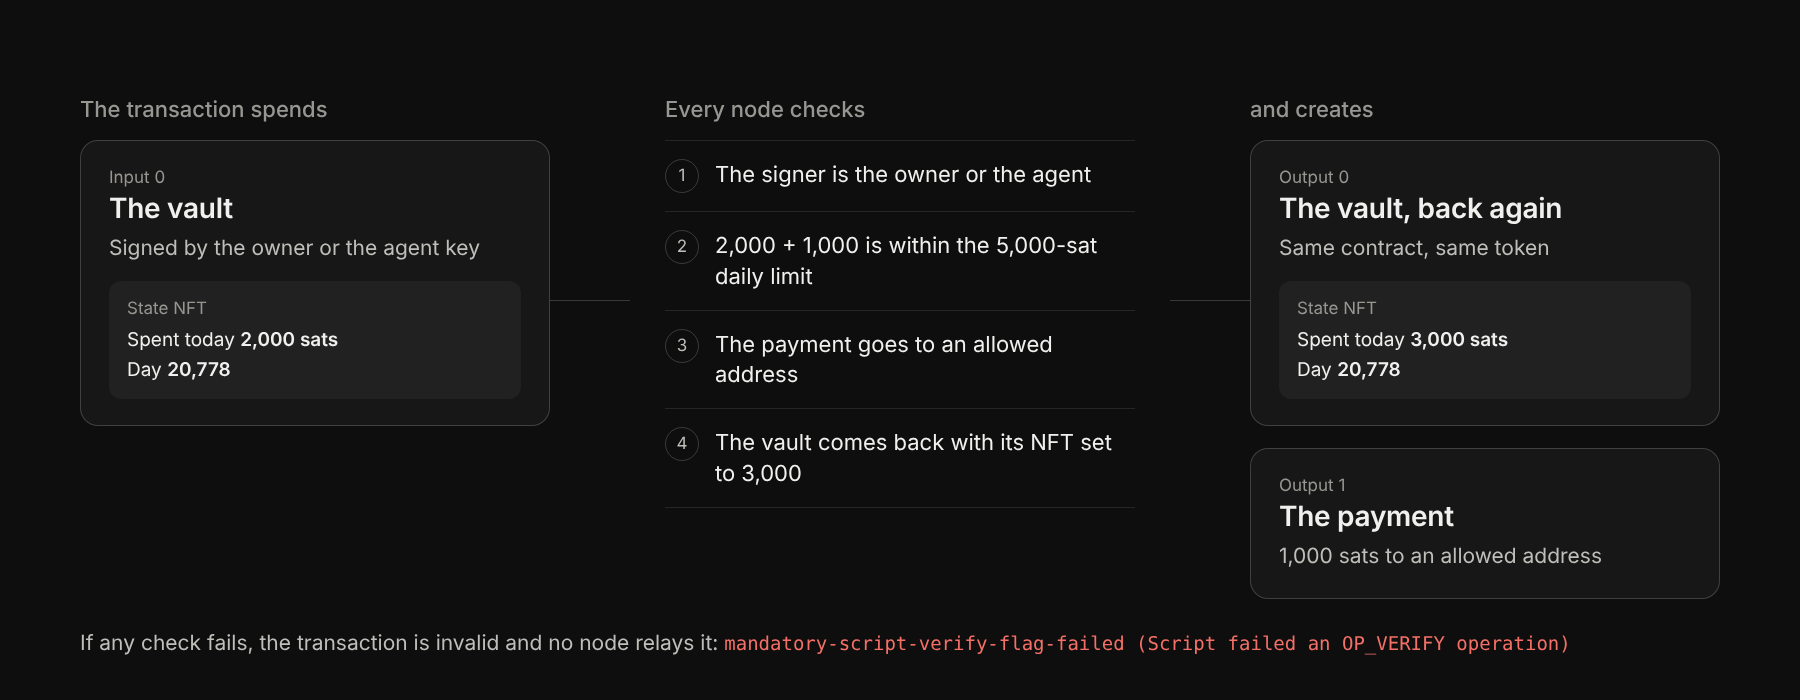 The transaction spends
Input 0
The vault
Signed by the owner or the agent key
State NFT
Spent today 2,000 sats
Day 20,778
Every node checks
1 The signer is the owner or the agent
2 2,000 + 1,000 is within the 5,000-sat
daily limit
3 The payment goes to an allowed
address
4 The vault comes back with its NFT set
to 3,000
and creates
Output 0
The vault, back again
Same contract, same token
State NFT
Spent today 3,000 sats
Day 20,778
Output 1
The payment
1,000 sats to an allowed address
If any check fails, the transaction is invalid and no node relays it: mandatory-script-verify-flag-failed (Script failed an OP_VERIFY operation)